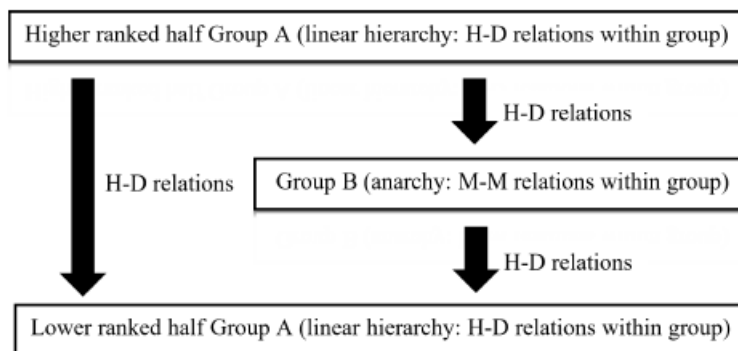 Higher ranked half Group A (linear hierarchy: H-D relations within group)
H-D relations
H-D relations
Group B (anarchy: M-M relations within group)
H-D relations
Lower ranked half Group A (linear hierarchy: H-D relations within group)